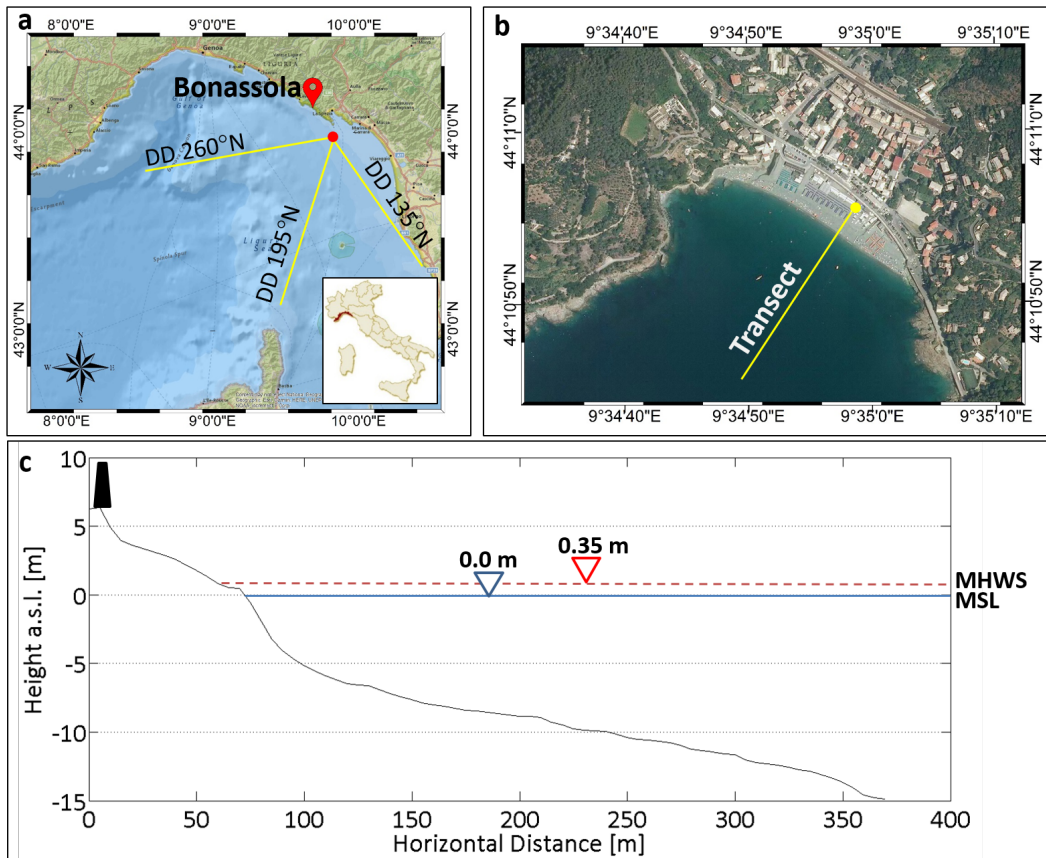 a
8°0'0"E
9°0'0"E
10°0'0"E
Genoa
LIGURIA
Bonassola
Gulf of
Genoa
44°0'0"N
44°0'0"N
DD 260°N
DD 135°N
DD 195°N
43°0'0"N
43°0'0"N
N
W
E
S
8°0'0"E
9°0'0"E
10°0'0"E
b
9°34'40"E
9°34'50"E
9°35'0"E
9°35'10"E
44°11'0"N
44°11'0"N
Transect
44°10'50"N
44°10'50"N
9°34'40"E
9°34'50"E
9°35'0"E
9°35'10"E
c
10
5
0
-5
-10
-15
Height a.s.l. [m]
0.0 m
0.35 m
MHWS
MSL
0
50
100
150
200
250
300
350
400
Horizontal Distance [m]